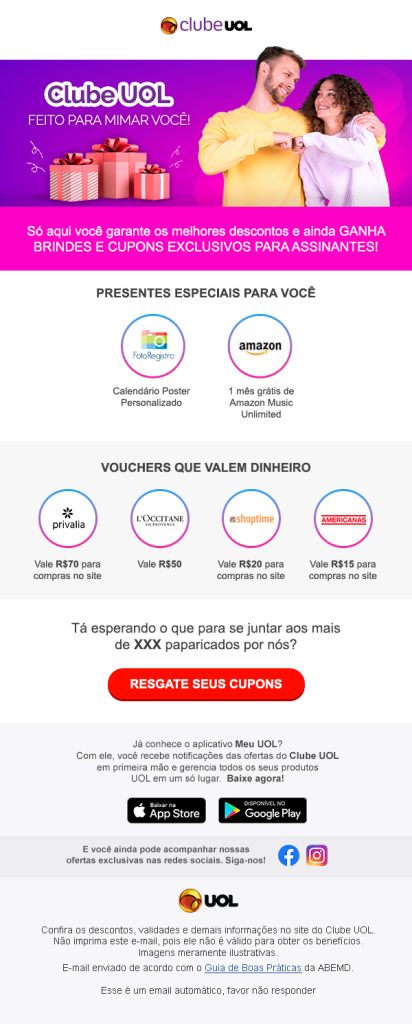 clube UOL
Clube UOL
FEITO PARA MIMAR VOCÊ!
Só aqui você garante os melhores descontos e ainda GANHA
BRINDES E CUPONS EXCLUSIVOS PARA ASSINANTES!
PRESENTES ESPECIAIS PARA VOCÊ
FotoRegistro
amazon
Calendário Poster
Personalizado
1 mês grátis de
Amazon Music
Unlimited
VOUCHERS QUE VALEM DINHEIRO
privalia
L'OCCITANE
EN PROVENCE
shoptime
AMERICANAS
Vale R$70 para
compras no site
Vale R$50
Vale R$20 para
compras no site
Vale R$15 para
compras no site
Tá esperando o que para se juntar aos mais
de XXX paparicados por nós?
RESGATE SEUS CUPONS
Já conhece o aplicativo Meu UOL?
Com ele, você recebe notificações das ofertas do Clube UOL
em primeira mão e gerencia todos os seus produtos
UOL em um só lugar. Baixe agora!
Baixar na
App Store
DISPONÍVEL NO
Google Play
E você ainda pode acompanhar nossas
ofertas exclusivas nas redes sociais. Siga-nos!
UOL
Confira os descontos, validades e demais informações no site do Clube UOL.
Não imprima este e-mail, pois ele não é válido para obter os benefícios.
Imagens meramente ilustrativas.
E-mail enviado de acordo com o Guia de Boas Práticas da ABEMD.
Esse é um email automático, favor não responder